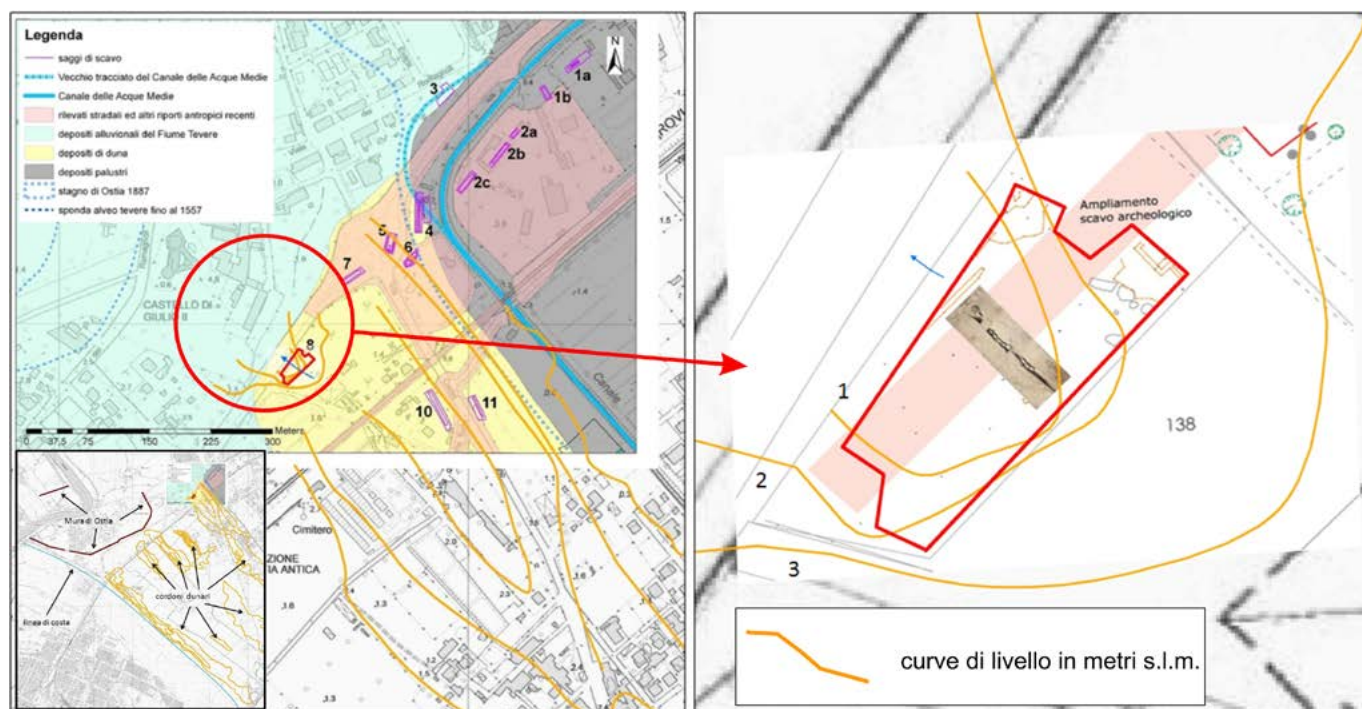 Legenda
saggi di scavo
Vecchio tracciato del Canale delle Acque Medie
Canale delle Acque Medie
rilevati stradali ed altri riporti antropici recenti
depositi alluvionali del Fiume Tevere
depositi di duna
depositi palustri
stagno di Ostia 1887
sponda alveo tevere fino al 1557
N
1a
1b
2a
2b
2c
3
4
5
6
7
8
10
11
CASTELLO DI
GIULIO II
Canale
Meters
0 37,5 75 150 225 300
Mura di Ostia
cordoni dunari
linea di costa
Cimitero
AZIONE
TIA ANTICA
Ampliamento
scavo archeologico
1
2
3
138
curve di livello in metri s.l.m.